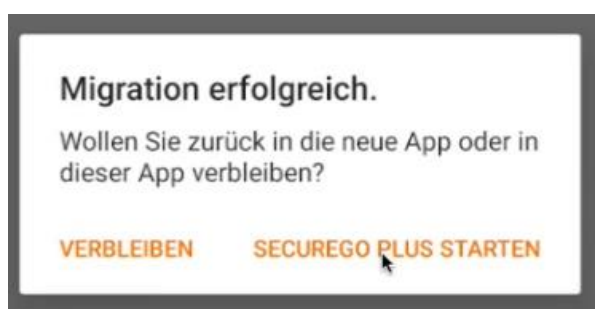 Migration erfolgreich.
Wollen Sie zurück in die neue App oder in
dieser App verbleiben?
VERBLEIBEN SECUREGO PLUS STARTEN